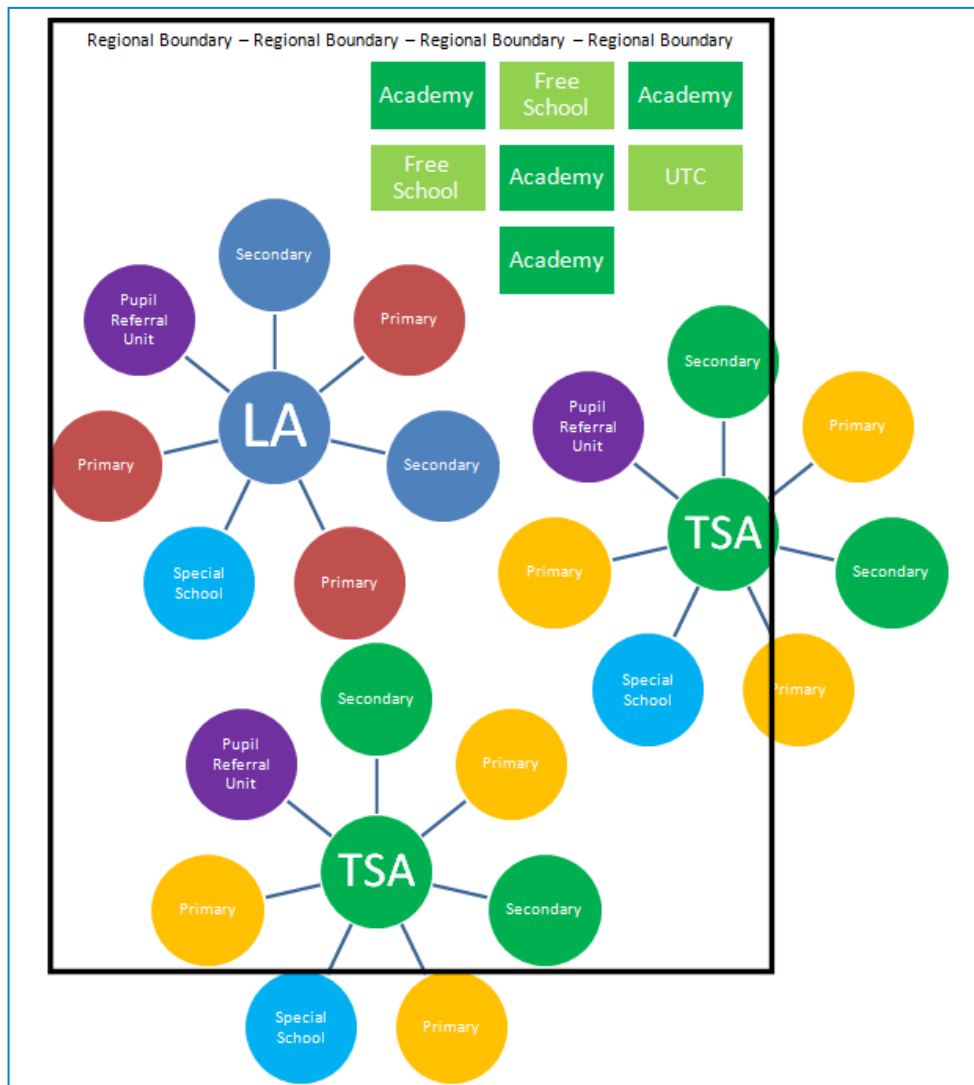 Regional Boundary – Regional Boundary – Regional Boundary – Regional Boundary
Academy
Free
School
Academy
Free
School
Academy
UTC
Academy
Secondary
Pupil
Referral
Unit
Primary
LA
Primary
Secondary
Special
School
Primary
Secondary
Pupil
Referral
Unit
Primary
TSA
Primary
Secondary
Special
School
Primary
Secondary
Pupil
Referral
Unit
Primary
TSA
Primary
Secondary
Special
School
Primary